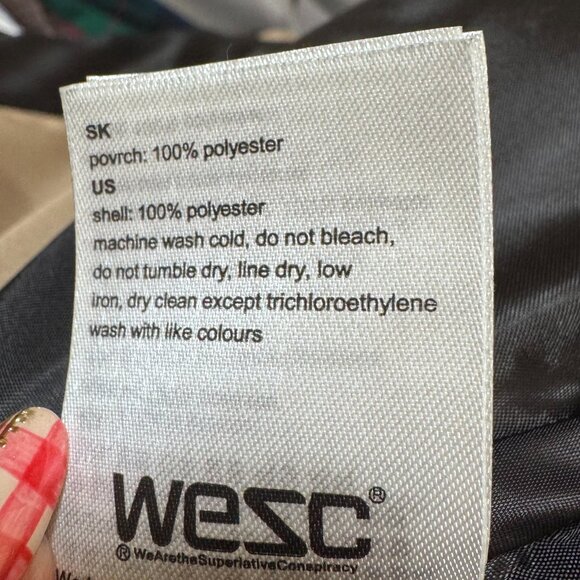 SK
povrch: 100% polyester
US
shell: 100% polyester
machine wash cold, do not bleach,
do not tumble dry, line dry, low
iron, dry clean except trichloroethylene
wash with like colours
wesc®
® WeAretheSuperlativeConspiracy